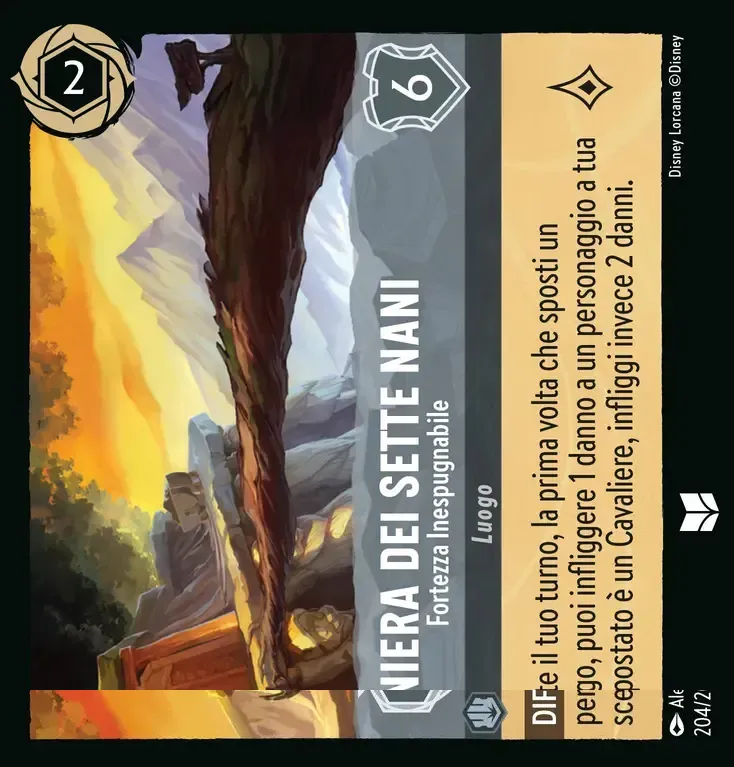 2
6
NIERA DEI SETTE NANI
Fortezza Inespugnabile
Luogo
DIF e il tuo turno, la prima volta che sposti un
pergo, puoi infliggere 1 danno a un personaggio a tua
scepostato è un Cavaliere, infliggi invece 2 danni.
Ale
204/2
Disney Lorcana ©Disney